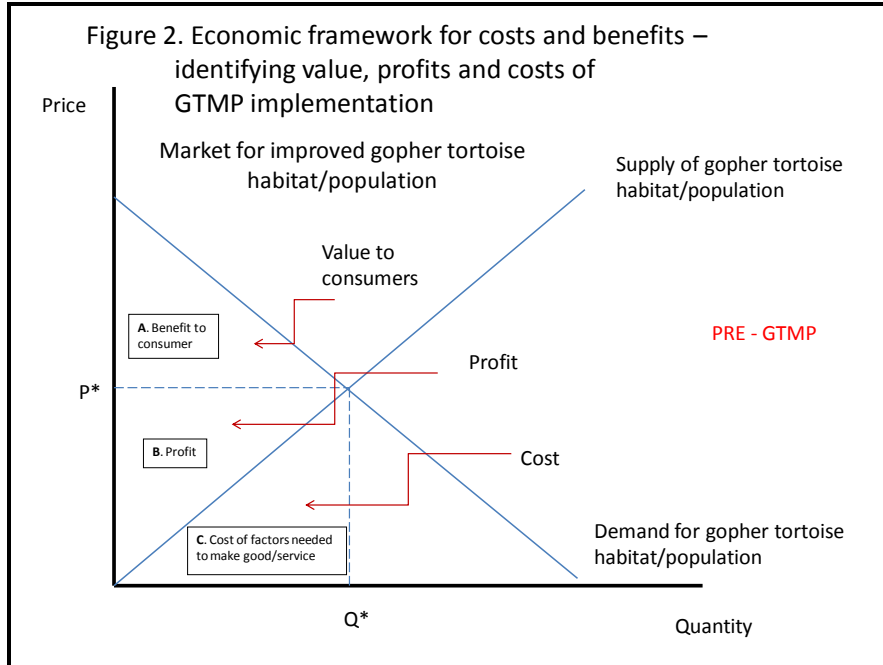 Figure 2. Economic framework for costs and benefits –
identifying value, profits and costs of
GTMP implementation
Price
Market for improved gopher tortoise
habitat/population
Supply of gopher tortoise
habitat/population
Value to
consumers
A. Benefit to
consumer
PRE - GTMP
Profit
P*
B. Profit
Cost
C. Cost of factors needed
to make good/service
Demand for gopher tortoise
habitat/population
Q*
Quantity